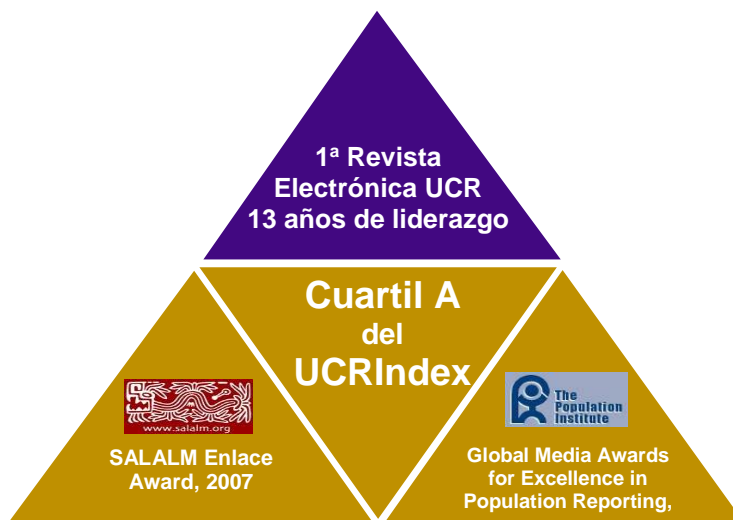 1ª Revista
Electrónica UCR
13 años de liderazgo
Cuartil A
del
UCRIndex
www.salalm.org
SALALM Enlace
Award, 2007
The
Population
Institute
Global Media Awards
for Excellence in
Population Reporting,